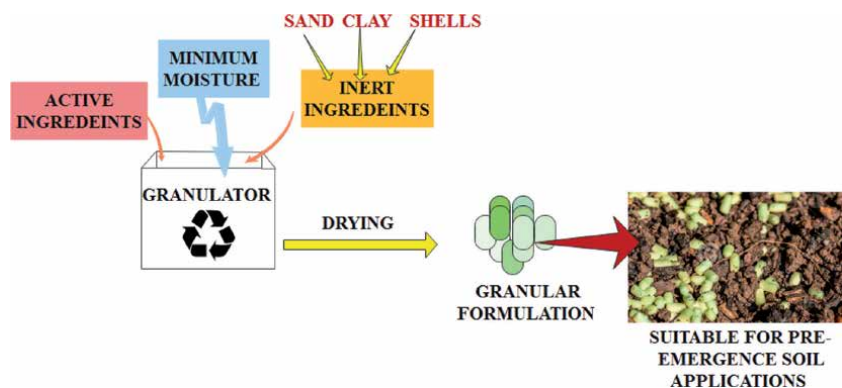 SAND CLAY SHELLS
MINIMUM
MOISTURE
INERT
INGREDEINTS
ACTIVE
INGREDEINTS
GRANULATOR
DRYING
GRANULAR
FORMULATION
SUITABLE FOR PRE-
EMERGENCE SOIL
APPLICATIONS